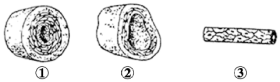 ① ② ③